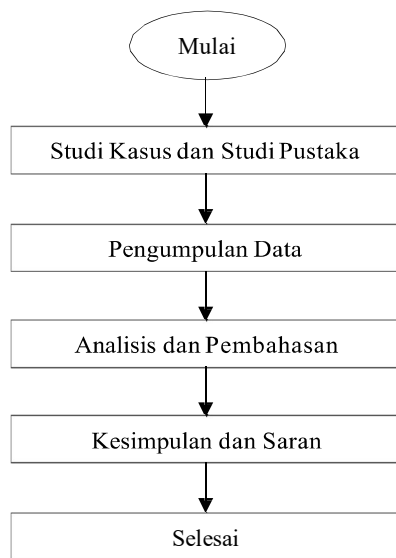 Mulai
Studi Kasus dan Studi Pustaka
Pengumpulan Data
Analisis dan Pembahasan
Kesimpulan dan Saran
Selesai